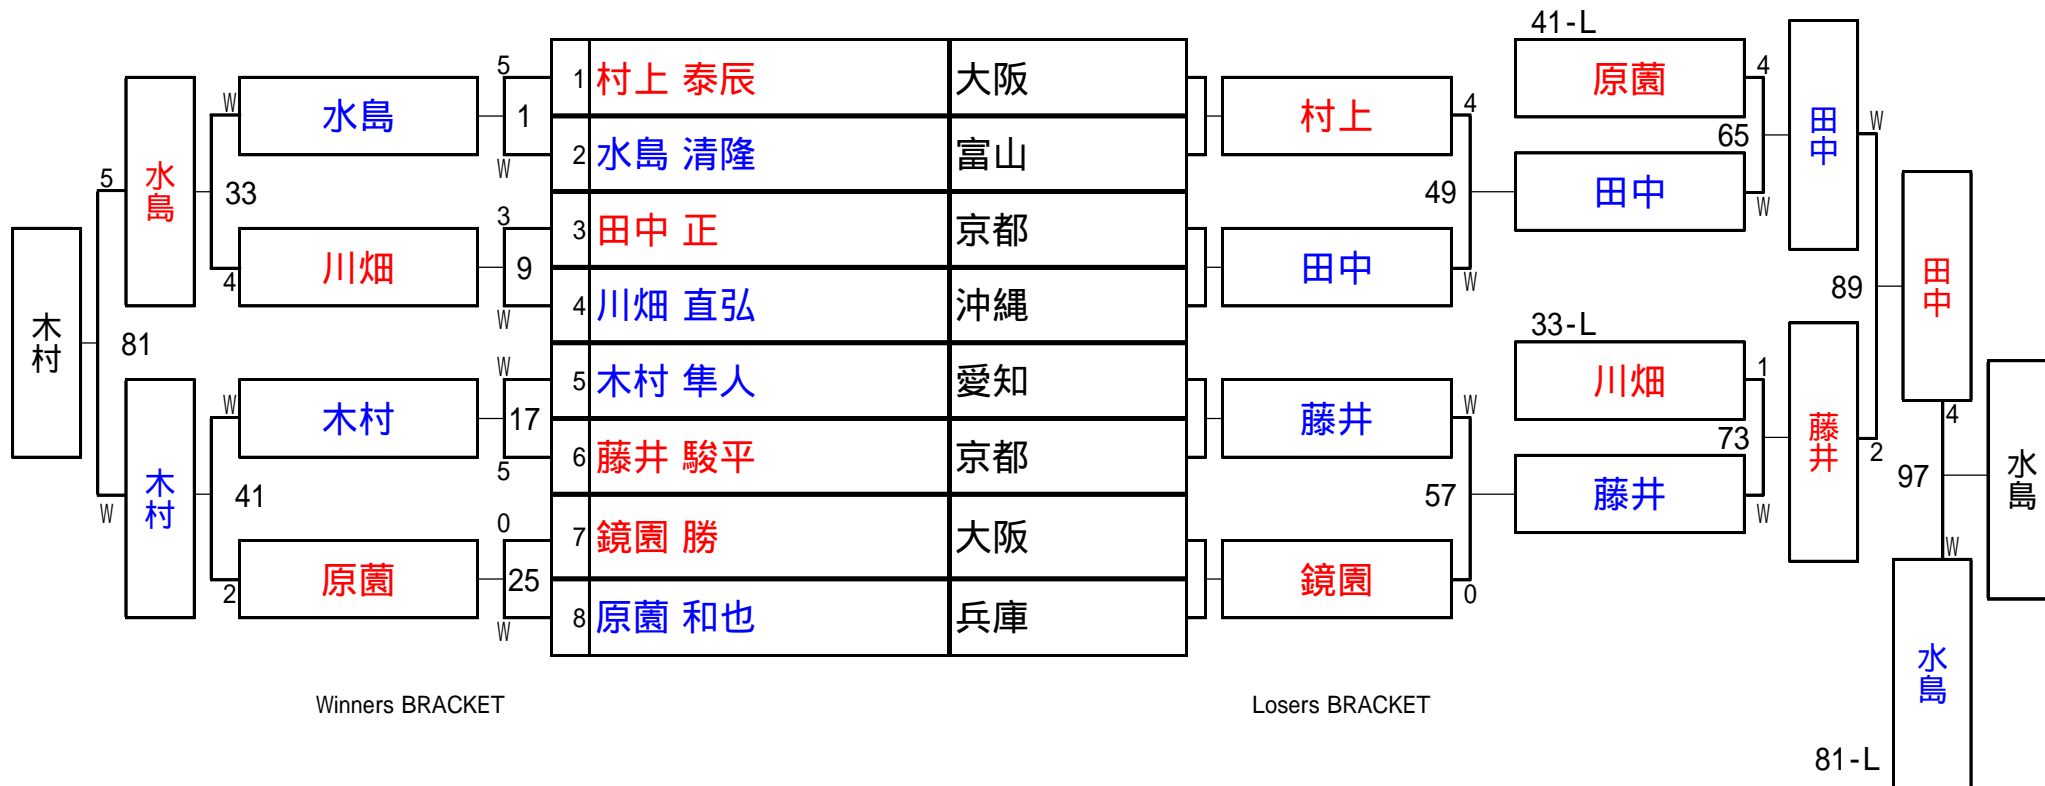 41-L
5
1 村上 泰辰 大阪
原薗 4
W 水島 1
村上 4
田中 W
2 水島 清隆 富山
W
65
5 水島 33
3 田中 正 京都
3
49 田中 W
川畑 9
4
田中 W
4 川畑 直弘 沖縄
W
89 田中
木村 81
33-L
W
5 木村 隼人 愛知
川畑 1
W 木村 17
藤井 W
4
6 藤井 駿平 京都
5
73 藤井 2
W 木村 41
57 藤井 W
97 水島
0
7 鏡園 勝 大阪
W
原薗 25
2
鏡園 0
8 原薗 和也 兵庫
W
水島
Winners BRACKET
Losers BRACKET
81-L